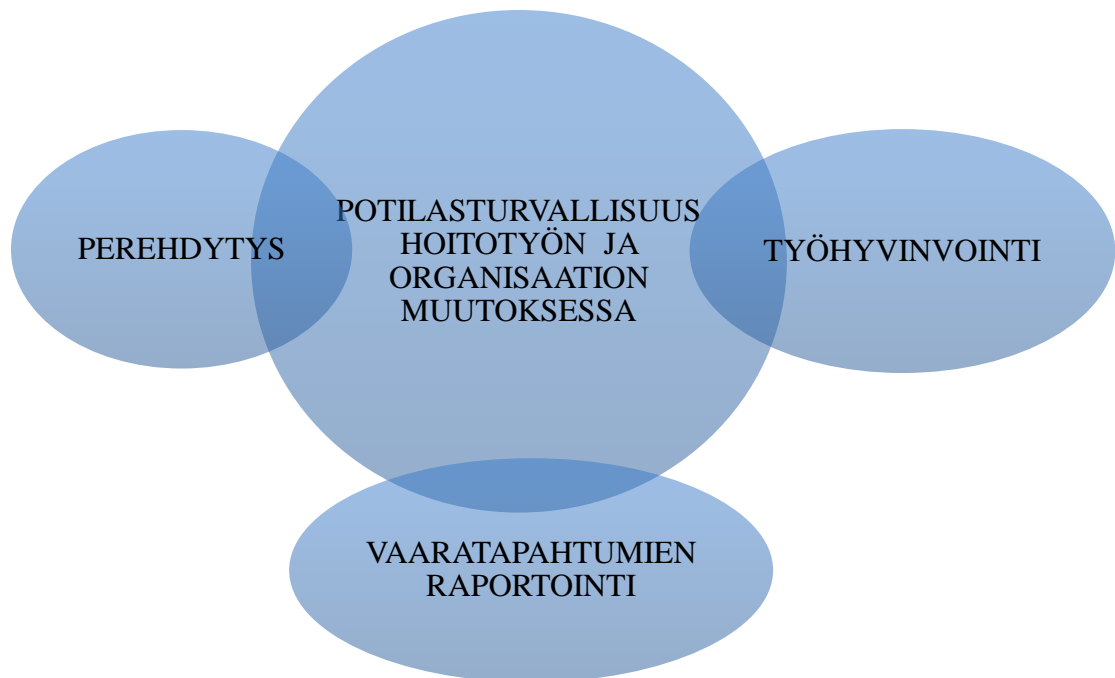 PEREHDYTYS
POTILASTURVALLISUUS
HOITOTYÖN JA
ORGANISAATION
MUUTOKSESSA
TYÖHYVINVOINTI
VAARATAPAHTUMIEN
RAPORTOINTI